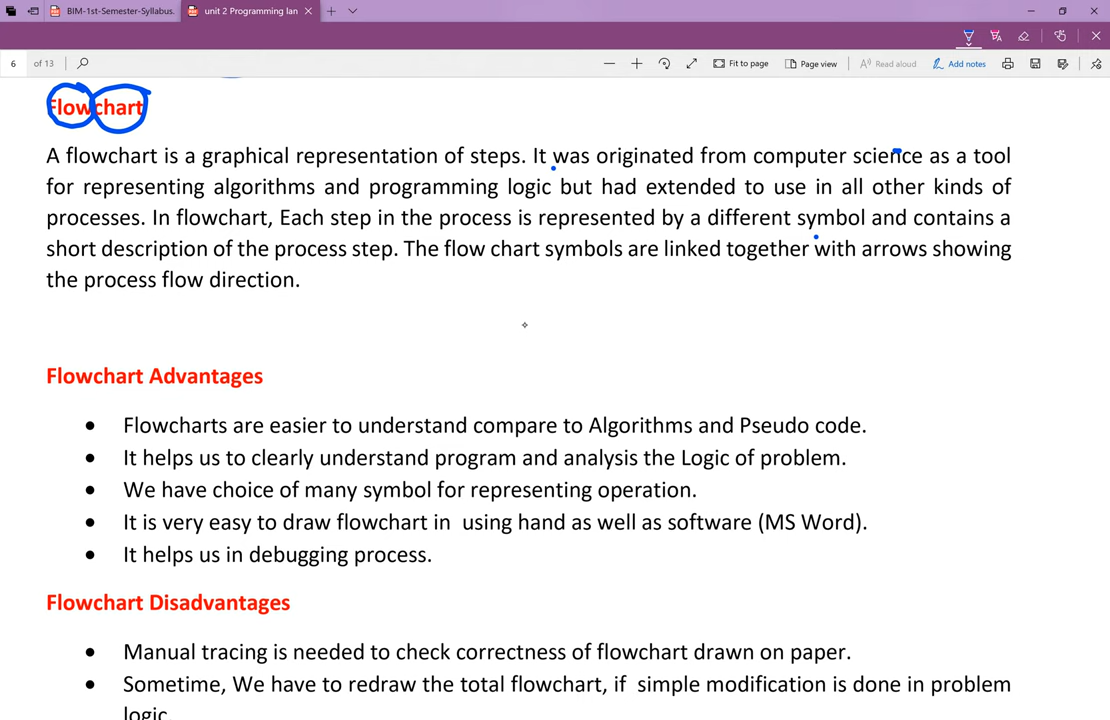 BIM-1st-Semester-Syllabus.
unit 2 Programming lan
6 of 13
Fit to page
Page view
Read aloud
Add notes
Flowchart
A flowchart is a graphical representation of steps. It was originated from computer science as a tool
for representing algorithms and programming logic but had extended to use in all other kinds of
processes. In flowchart, Each step in the process is represented by a different symbol and contains a
short description of the process step. The flow chart symbols are linked together with arrows showing
the process flow direction.
Flowchart Advantages
• Flowcharts are easier to understand compare to Algorithms and Pseudo code.
• It helps us to clearly understand program and analysis the Logic of problem.
• We have choice of many symbol for representing operation.
• It is very easy to draw flowchart in  using hand as well as software (MS Word).
• It helps us in debugging process.
Flowchart Disadvantages
• Manual tracing is needed to check correctness of flowchart drawn on paper.
• Sometime, We have to redraw the total flowchart, if  simple modification is done in problem
logic.